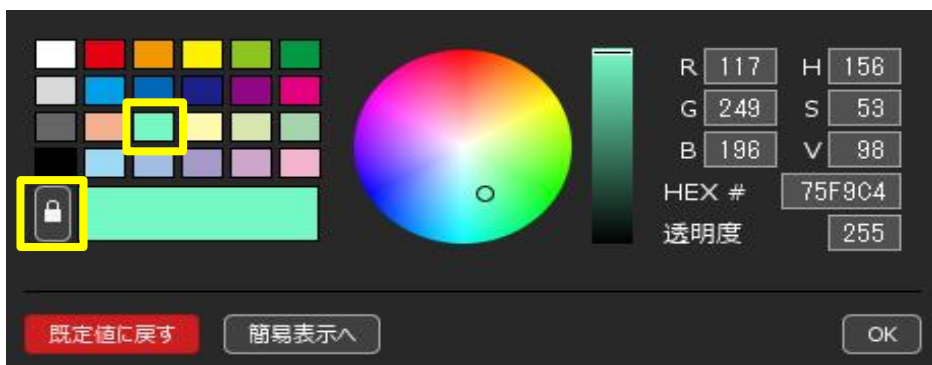 R 117 H 156
G 249 S 53
B 196 V 98
HEX # 75F9C4
透明度 255
既定値に戻す 簡易表示へ OK